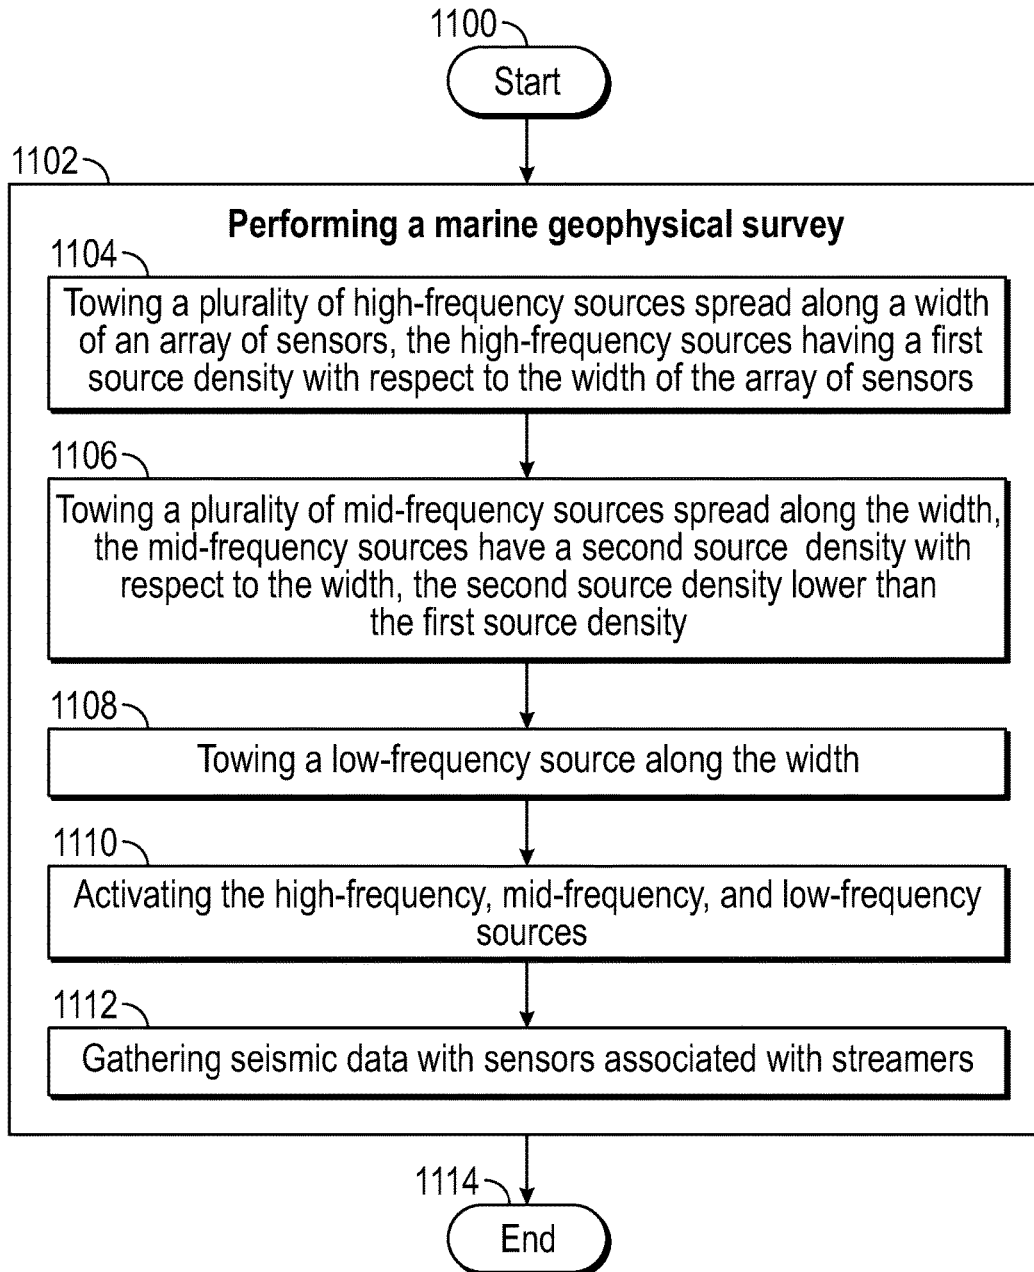 1100
Start
1102
Performing a marine geophysical survey
1104
Towing a plurality of high-frequency sources spread along a width
of an array of sensors, the high-frequency sources having a first
source density with respect to the width of the array of sensors
1106
Towing a plurality of mid-frequency sources spread along the width,
the mid-frequency sources have a second source density with
respect to the width, the second source density lower than
the first source density
1108
Towing a low-frequency source along the width
1110
Activating the high-frequency, mid-frequency, and low-frequency
sources
1112
Gathering seismic data with sensors associated with streamers
1114
End